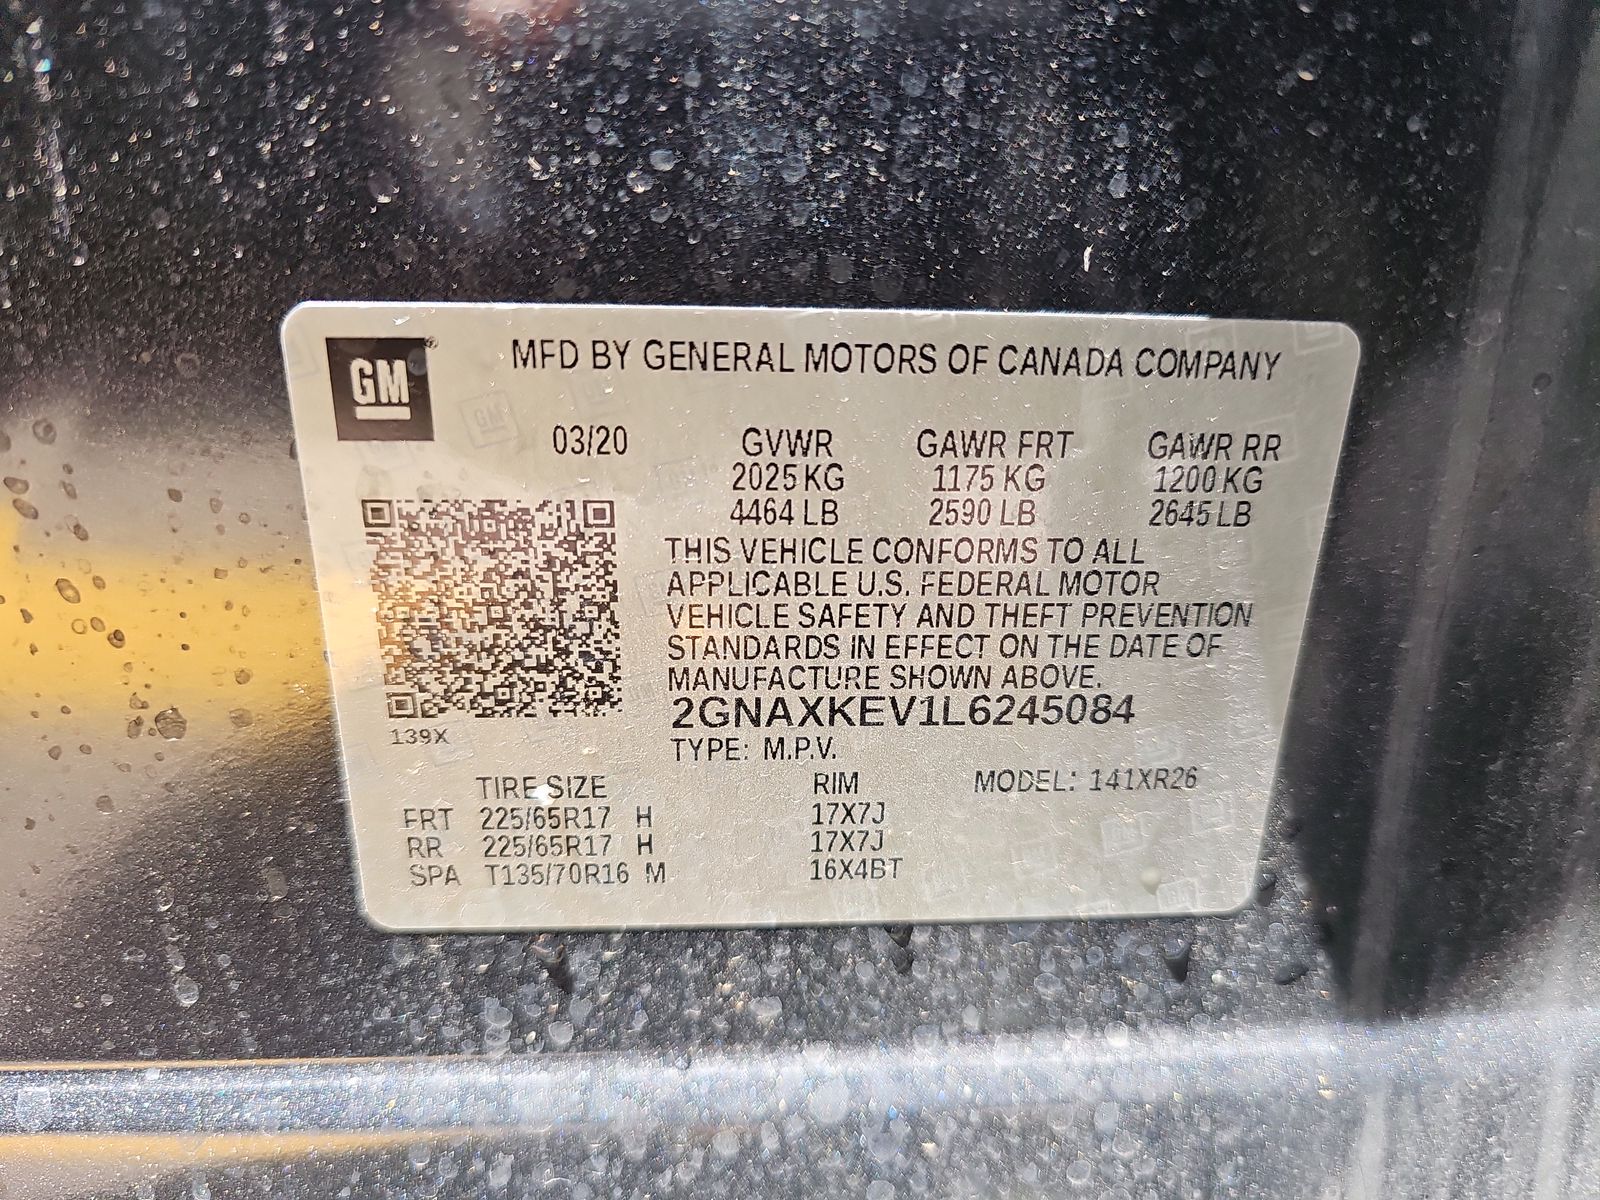 GM
MFD BY GENERAL MOTORS OF CANADA COMPANY
03/20 GVWR GAWR FRT GAWR RR
2025 KG 1175 KG 1200 KG
4464 LB 2590 LB 2645 LB
THIS VEHICLE CONFORMS TO ALL
APPLICABLE U.S. FEDERAL MOTOR
VEHICLE SAFETY AND THEFT PREVENTION
STANDARDS IN EFFECT ON THE DATE OF
MANUFACTURE SHOWN ABOVE.
2GNAXKEV1L6245084
139X
TYPE: M.P.V.
TIRE SIZE RIM MODEL: 141XR26
FRT 225/65R17 H 17X7J
RR 225/65R17 H 17X7J
SPA T135/70R16 M 16X4BT